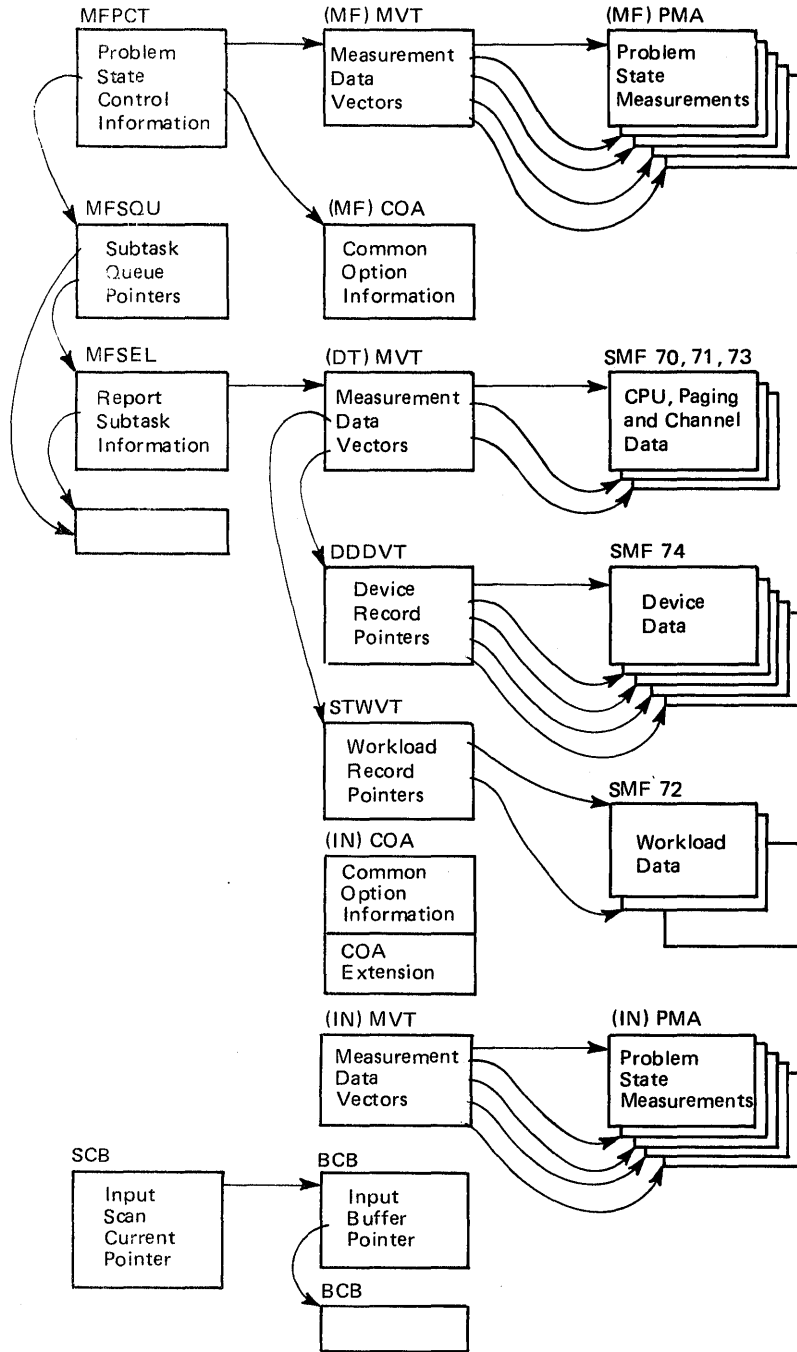 MFPCT
Problem
State
Control
Information
(MF) MVT
Measurement
Data
Vectors
(MF) PMA
Problem
State
Measurements
MFSQU
Subtask
Queue
Pointers
(MF) COA
Common
Option
Information
MFSEL
Report
Subtask
Information
(DT) MVT
Measurement
Data
Vectors
SMF 70, 71, 73
CPU, Paging
and Channel
Data
DDDVT
Device
Record
Pointers
SMF 74
Device
Data
STWVT
Workload
Record
Pointers
SMF 72
Workload
Data
(IN) COA
Common
Option
Information
COA
Extension
(IN) MVT
Measurement
Data
Vectors
(IN) PMA
Problem
State
Measurements
SCB
Input
Scan
Current
Pointer
BCB
Input
Buffer
Pointer
BCB